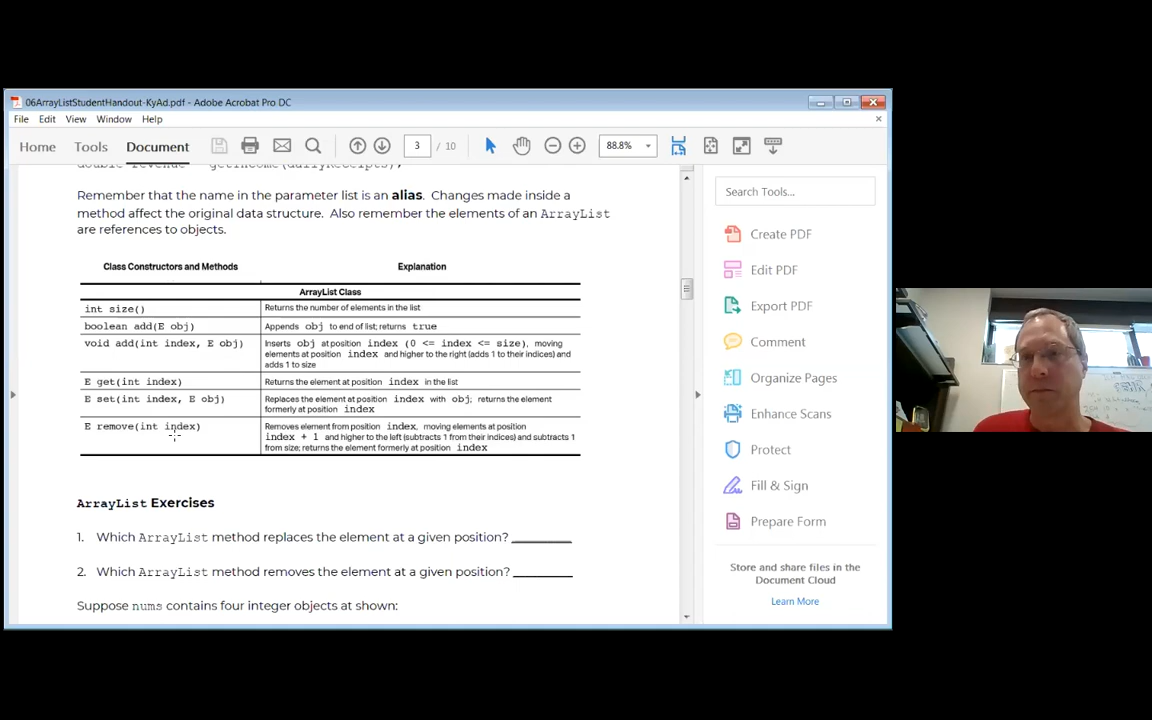 06ArrayListStudentHandout-KyAd.pdf - Adobe Acrobat Pro DC
File Edit View Window Help
Home Tools Document 3 / 10 88.8%
double revenue = getIncome(dailyReceipts);
Remember that the name in the parameter list is an alias. Changes made inside a
method affect the original data structure. Also remember the elements of an ArrayList
are references to objects.
Class Constructors and Methods Explanation
ArrayList Class
int size() Returns the number of elements in the list
boolean add(E obj) Appends obj to end of list; returns true
void add(int index, E obj) Inserts obj at position index (0 <= index <= size), moving
elements at position index and higher to the right (adds 1 to their indices) and
adds 1 to size
E get(int index) Returns the element at position index in the list
E set(int index, E obj) Replaces the element at position index with obj; returns the element
formerly at position index
E remove(int index) Removes element from position index, moving elements at position
index + 1 and higher to the left (subtracts 1 from their indices) and subtracts 1
from size; returns the element formerly at position index
ArrayList Exercises
1. Which ArrayList method replaces the element at a given position? ________
2. Which ArrayList method removes the element at a given position? ________
Suppose nums contains four integer objects at shown:
Search Tools...
Create PDF
Edit PDF
Export PDF
Comment
Organize Pages
Enhance Scans
Protect
Fill & Sign
Prepare Form
Store and share files in the
Document Cloud
Learn More